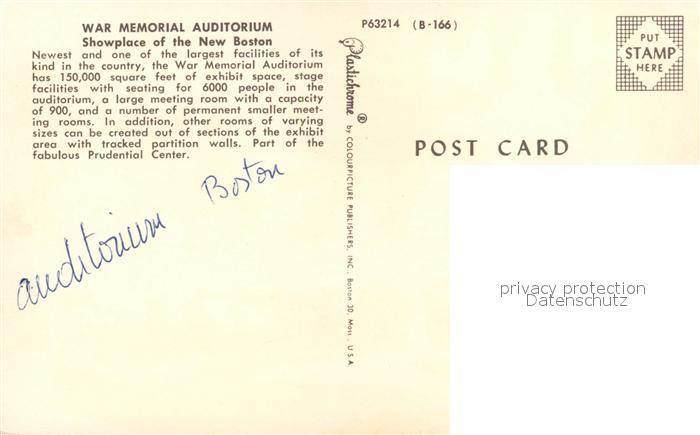 WAR MEMORIAL AUDITORIUM
Showplace of the New Boston
Newest and one of the largest facilities of its
kind in the country, the War Memorial Auditorium
has 150,000 square feet of exhibit space, stage
facilities with seating for 6000 people in the
auditorium, a large meeting room with a capacity
of 900, and a number of permanent smaller meet-
ing rooms. In addition, other rooms of varying
sizes can be created out of sections of the exhibit
area with tracked partition walls. Part of the
fabulous Prudential Center.
auditorium Boston
P63214 (B-166)
Plastichrome ® by COLOURPICTURE PUBLISHERS, INC., Boston 30, Mass., U.S.A.
PUT
STAMP
HERE
POST CARD
privacy protection
Datenschutz